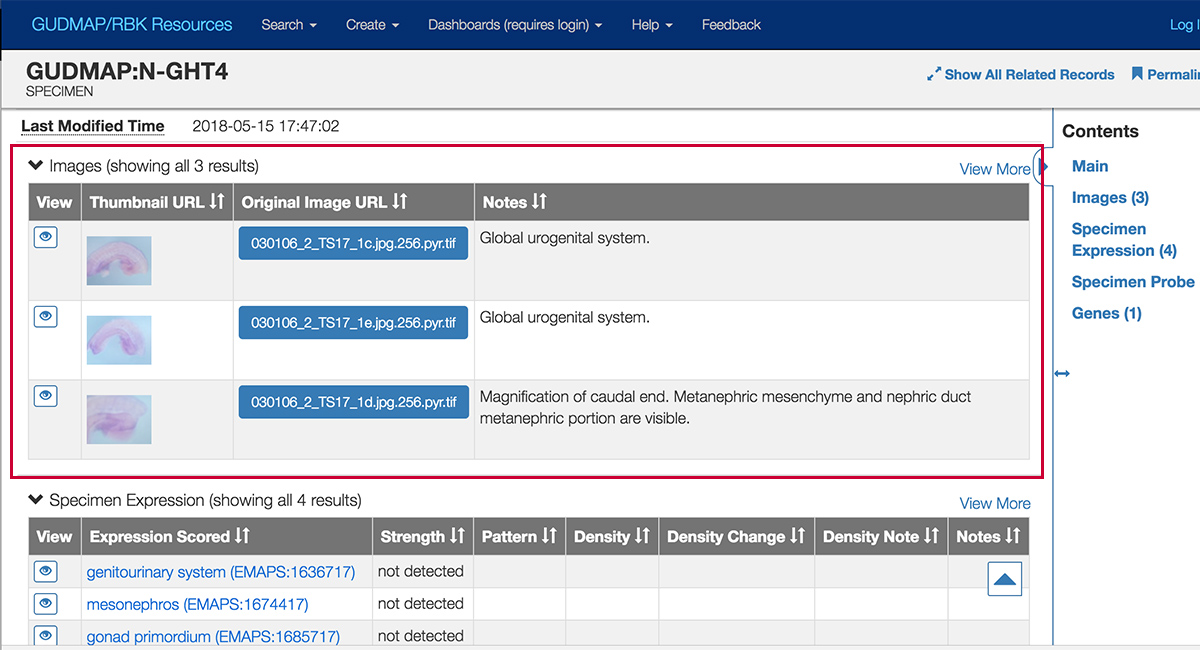 GUDMAP/RBK Resources Search Create Dashboards (requires login) Help Feedback Log
GUDMAP:N-GHT4
SPECIMEN
Show All Related Records
Last Modified Time 2018-05-15 17:47:02
Images (showing all 3 results)
View More
View Thumbnail URL Original Image URL Notes
030106_2_TS17_1c.jpg.256.pyr.tif Global urogenital system.
030106_2_TS17_1e.jpg.256.pyr.tif Global urogenital system.
030106_2_TS17_1d.jpg.256.pyr.tif Magnification of caudal end. Metanephric mesenchyme and nephric duct
metanephric portion are visible.
Specimen Expression (showing all 4 results)
View More
View Expression Scored Strength Pattern Density Density Change Density Note Notes
genitourinary system (EMAPS:1636717) not detected
mesonephros (EMAPS:1674417) not detected
gonad primordium (EMAPS:1685717) not detected
Contents
Main
Images (3)
Specimen
Expression (4)
Specimen Probe
Genes (1)